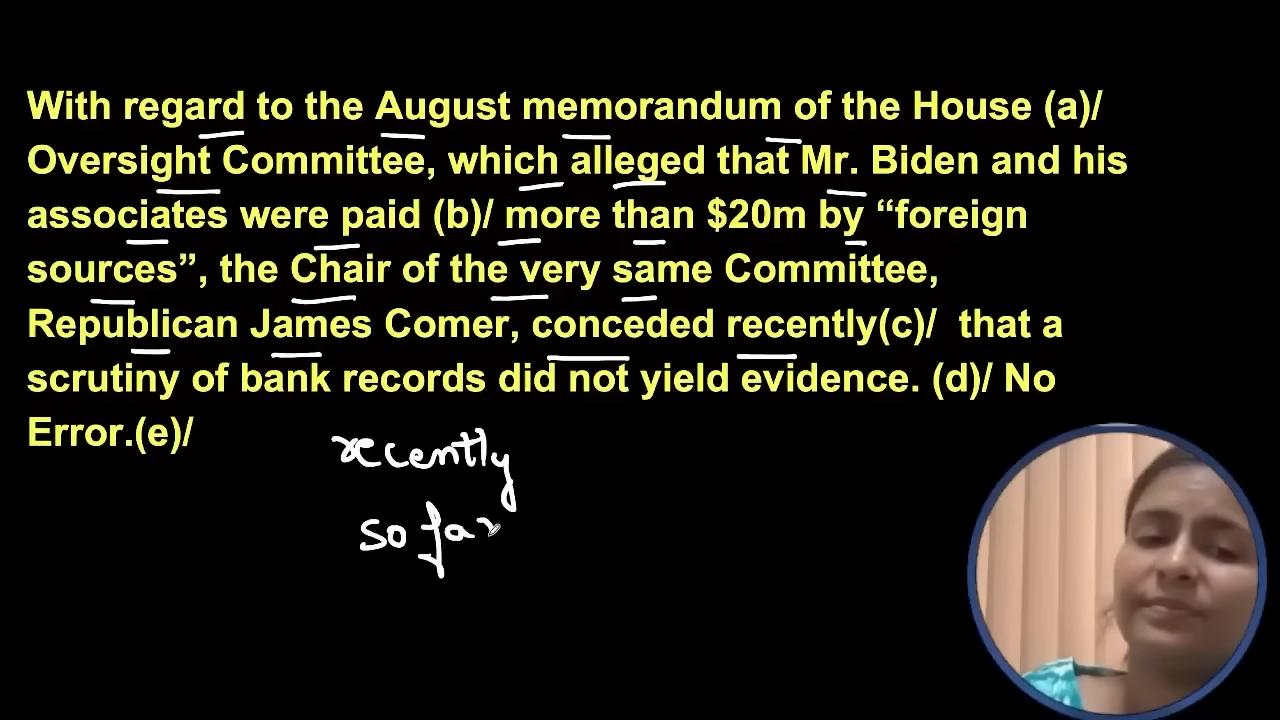 With regard to the August memorandum of the House (a)/
Oversight Committee, which alleged that Mr. Biden and his
associates were paid (b)/ more than $20m by “foreign
sources”, the Chair of the very same Committee,
Republican James Comer, conceded recently(c)/ that a
scrutiny of bank records did not yield evidence. (d)/ No
Error.(e)/
recently
so far